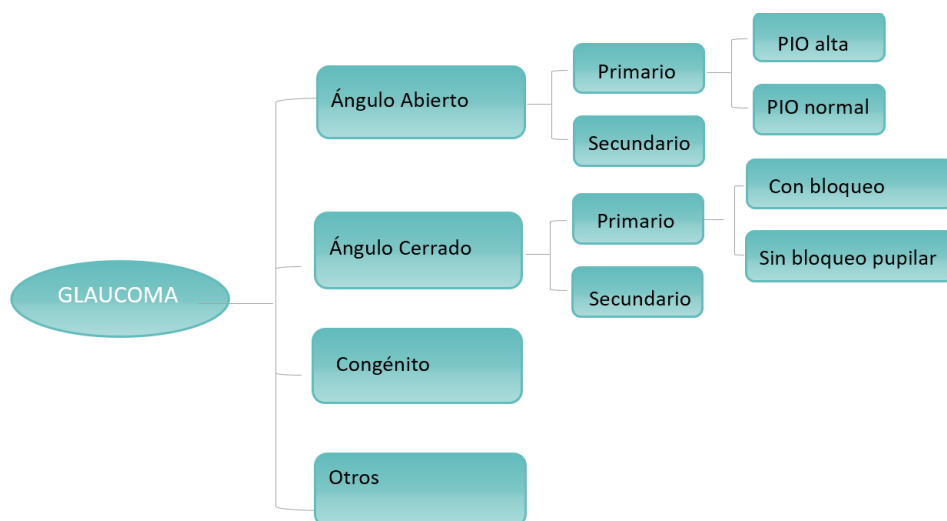 GLAUCOMA
Ángulo Abierto
Primario
PIO alta
PIO normal
Secundario
Ángulo Cerrado
Primario
Con bloqueo
Sin bloqueo pupilar
Secundario
Congénito
Otros